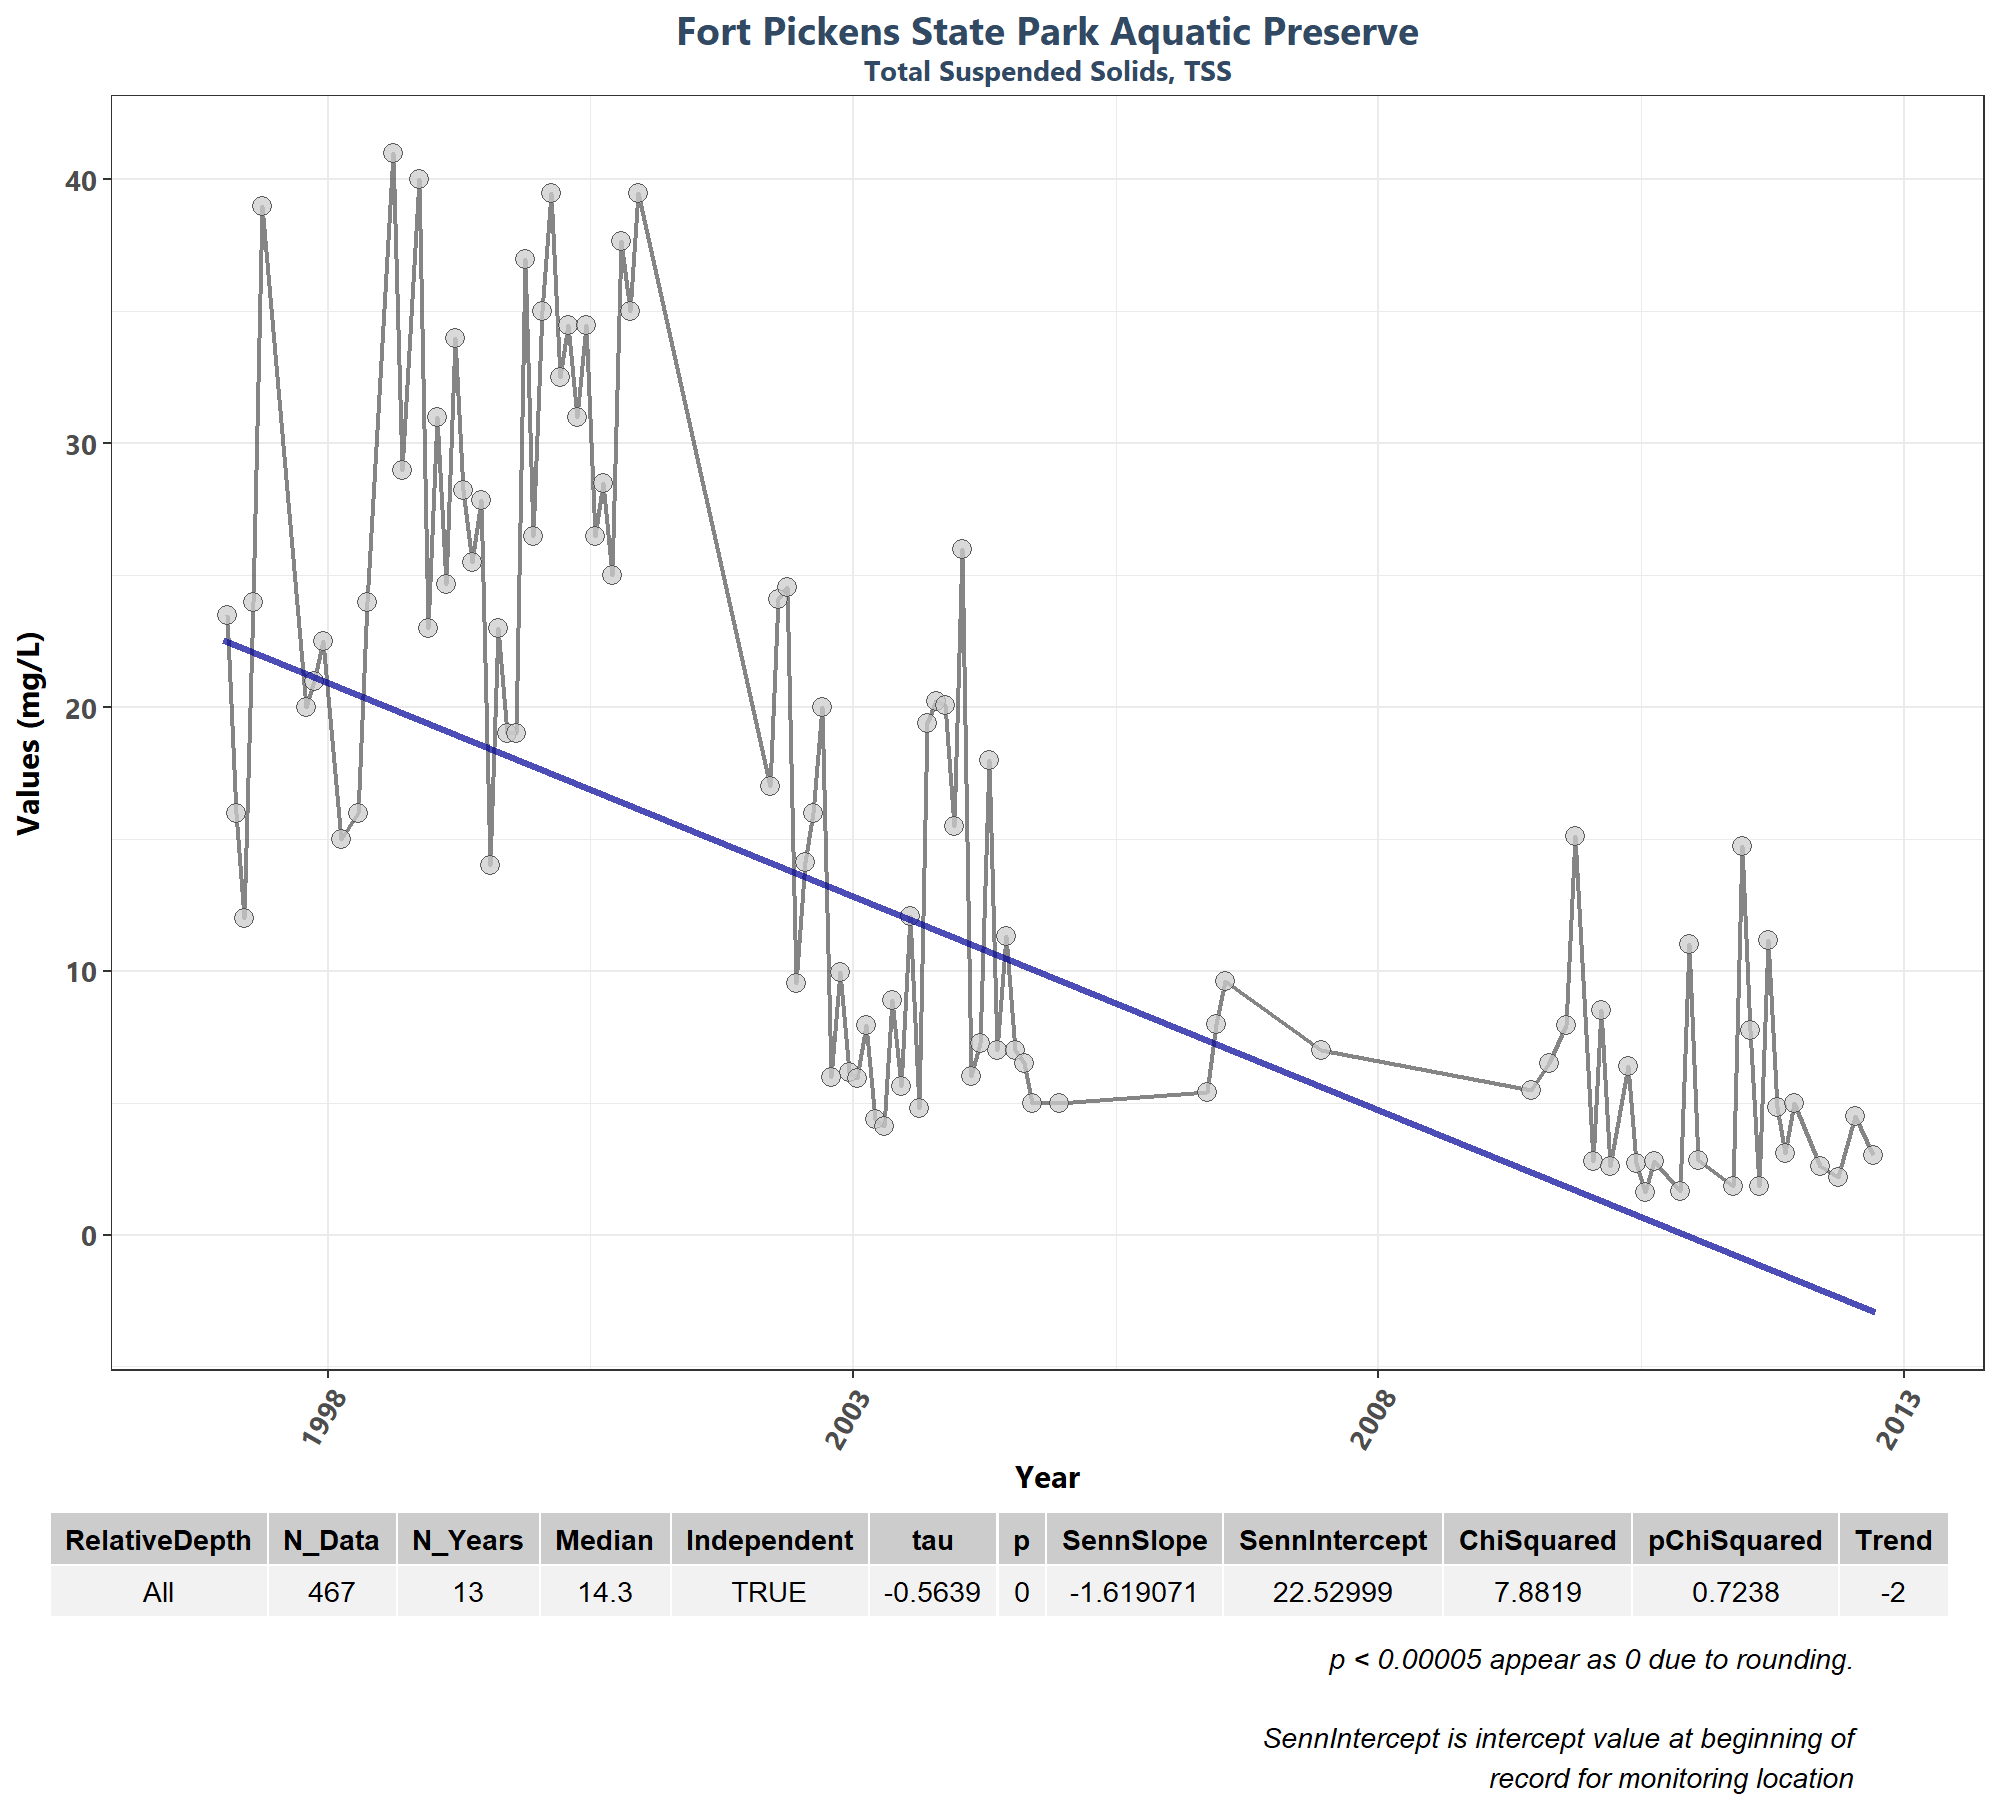 Fort Pickens State Park Aquatic Preserve
Total Suspended Solids, TSS
Values (mg/L)
40
30
20
10
0
1998
2003
2008
2013
Year
RelativeDepth N_Data N_Years Median Independent tau p SennSlope SennIntercept ChiSquared pChiSquared Trend
All 467 13 14.3 TRUE -0.5639 0 -1.619071 22.52999 7.8819 0.7238 -2
p < 0.00005 appear as 0 due to rounding.
SennIntercept is intercept value at beginning of
record for monitoring location